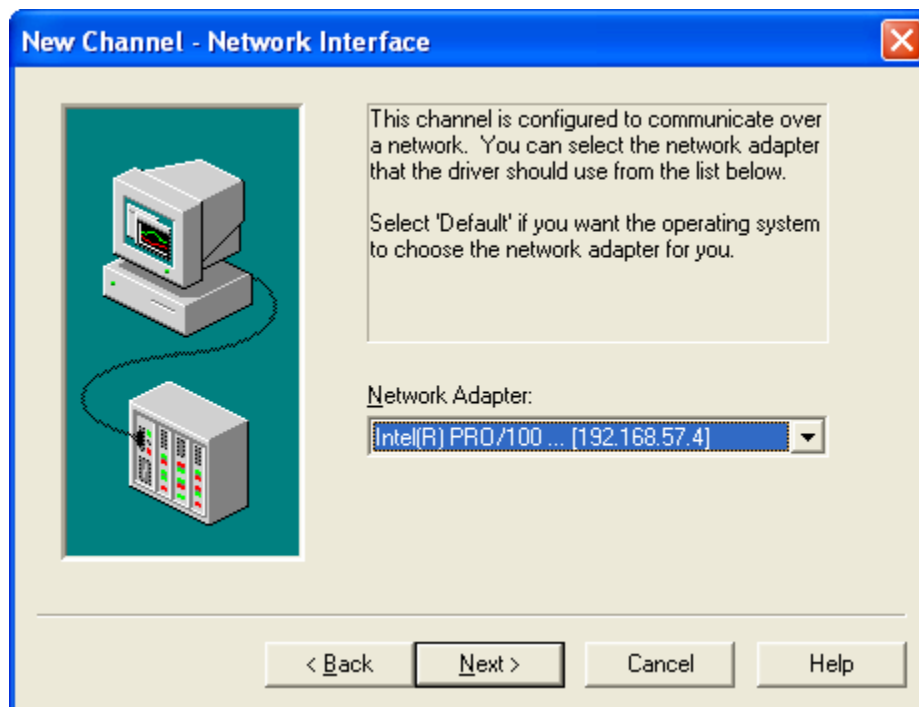 New Channel - Network Interface
This channel is configured to communicate over
a network. You can select the network adapter
that the driver should use from the list below.
Select 'Default' if you want the operating system
to choose the network adapter for you.
Network Adapter:
Intel(R) PRO/100 ... [192.168.57.4]
< Back
Next >
Cancel
Help